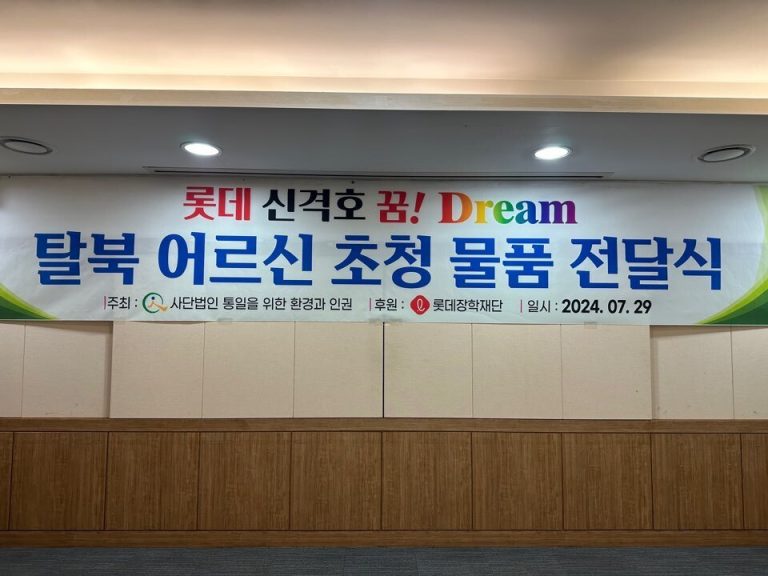 롯데 신격호 꿈! Dream
탈북 어르신 초청 물품 전달식
|주최 : 사단법인 통일을 위한 환경과 인권 |후원 : 롯데장학재단 |일시 : 2024. 07. 29